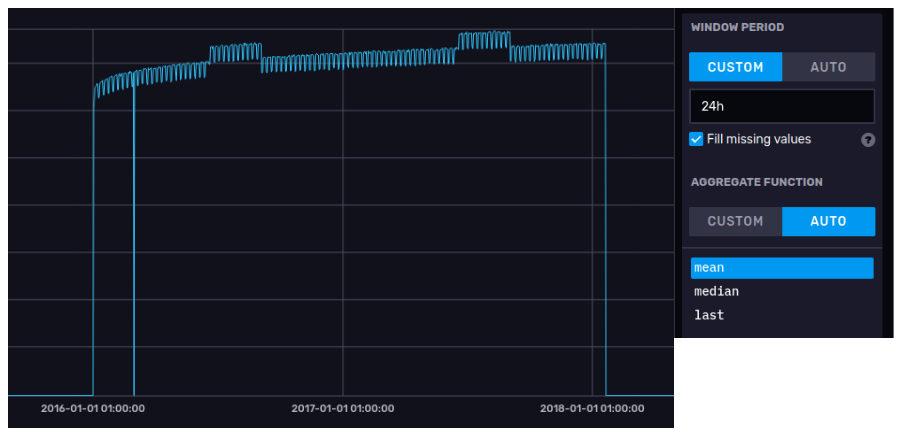 WINDOW PERIOD
CUSTOM AUTO
24h
Fill missing values ?
AGGREGATE FUNCTION
CUSTOM AUTO
mean
median
last
2016-01-01 01:00:00 2017-01-01 01:00:00 2018-01-01 01:00:00